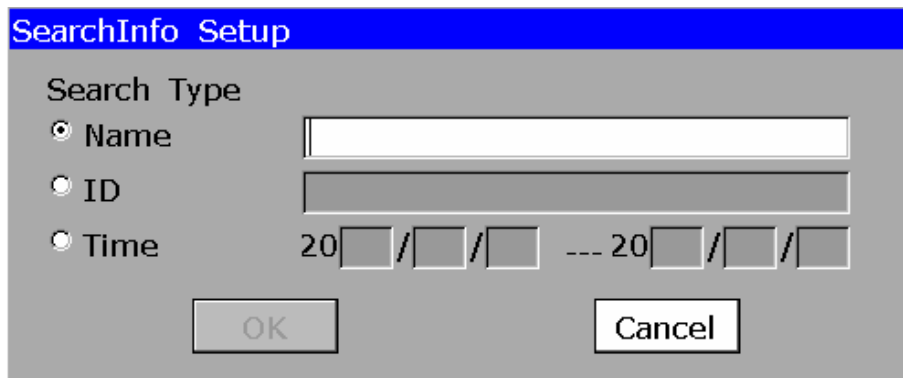 SearchInfo Setup
Search Type
Name
ID
Time 20 / / --- 20 / /
OK Cancel